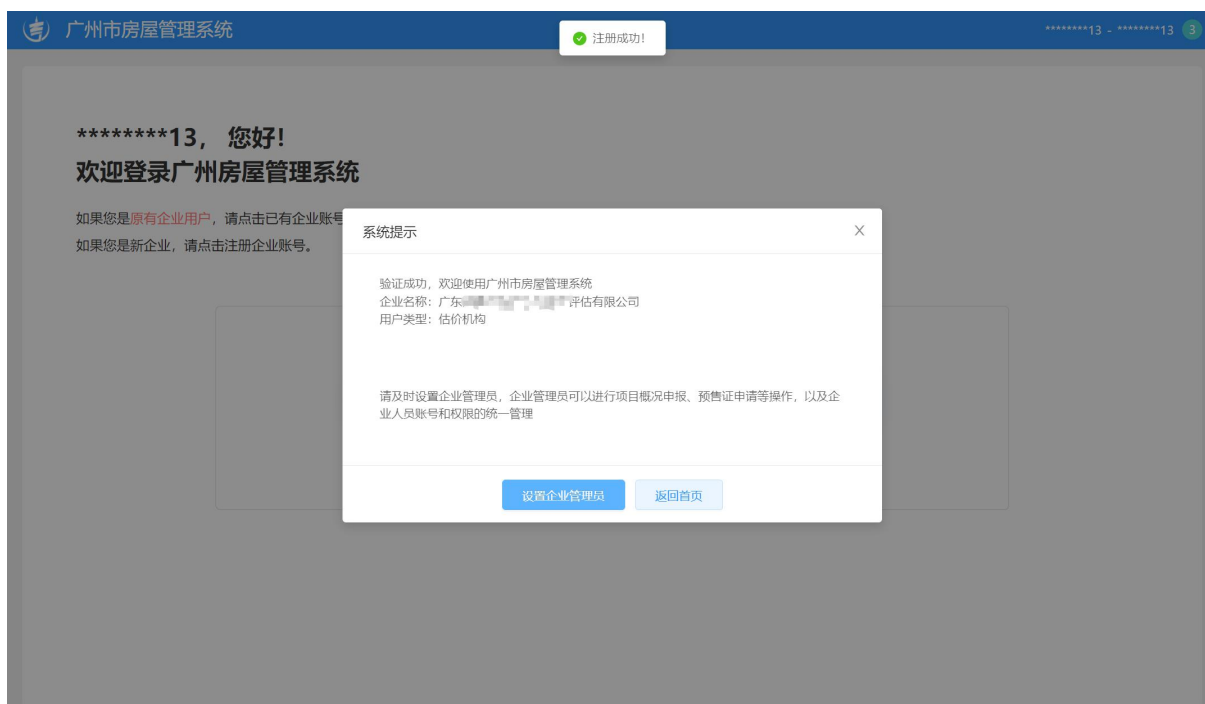 广州市房屋管理系统
注册成功!
********13 - ********13 3
********13, 您好!
欢迎登录广州房屋管理系统
如果您是原有企业用户, 请点击已有企业账号
如果您是新企业, 请点击注册企业账号。
系统提示
验证成功, 欢迎使用广州市房屋管理系统
企业名称: 广东 评估有限公司
用户类型: 估价机构
请及时设置企业管理员, 企业管理员可以进行项目概况申报、预售证申请等操作, 以及企
业人员账号和权限的统一管理
设置企业管理员
返回首页